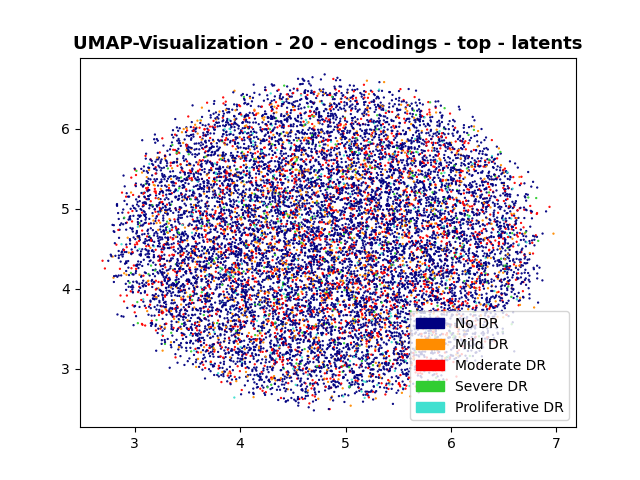 UMAP-Visualization - 20 - encodings - top - latents
6
5
4
3
3
4
5
6
7
No DR
Mild DR
Moderate DR
Severe DR
Proliferative DR